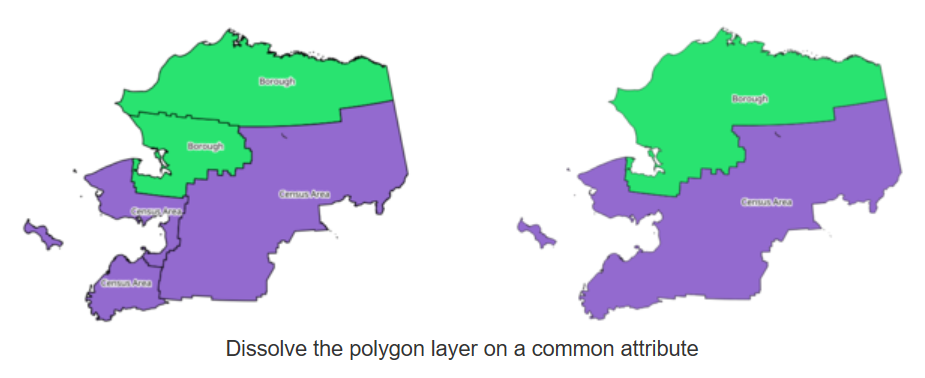 Borough
Borough
Borough
Census Area
Census Area
Census Area
Census Area
Dissolve the polygon layer on a common attribute